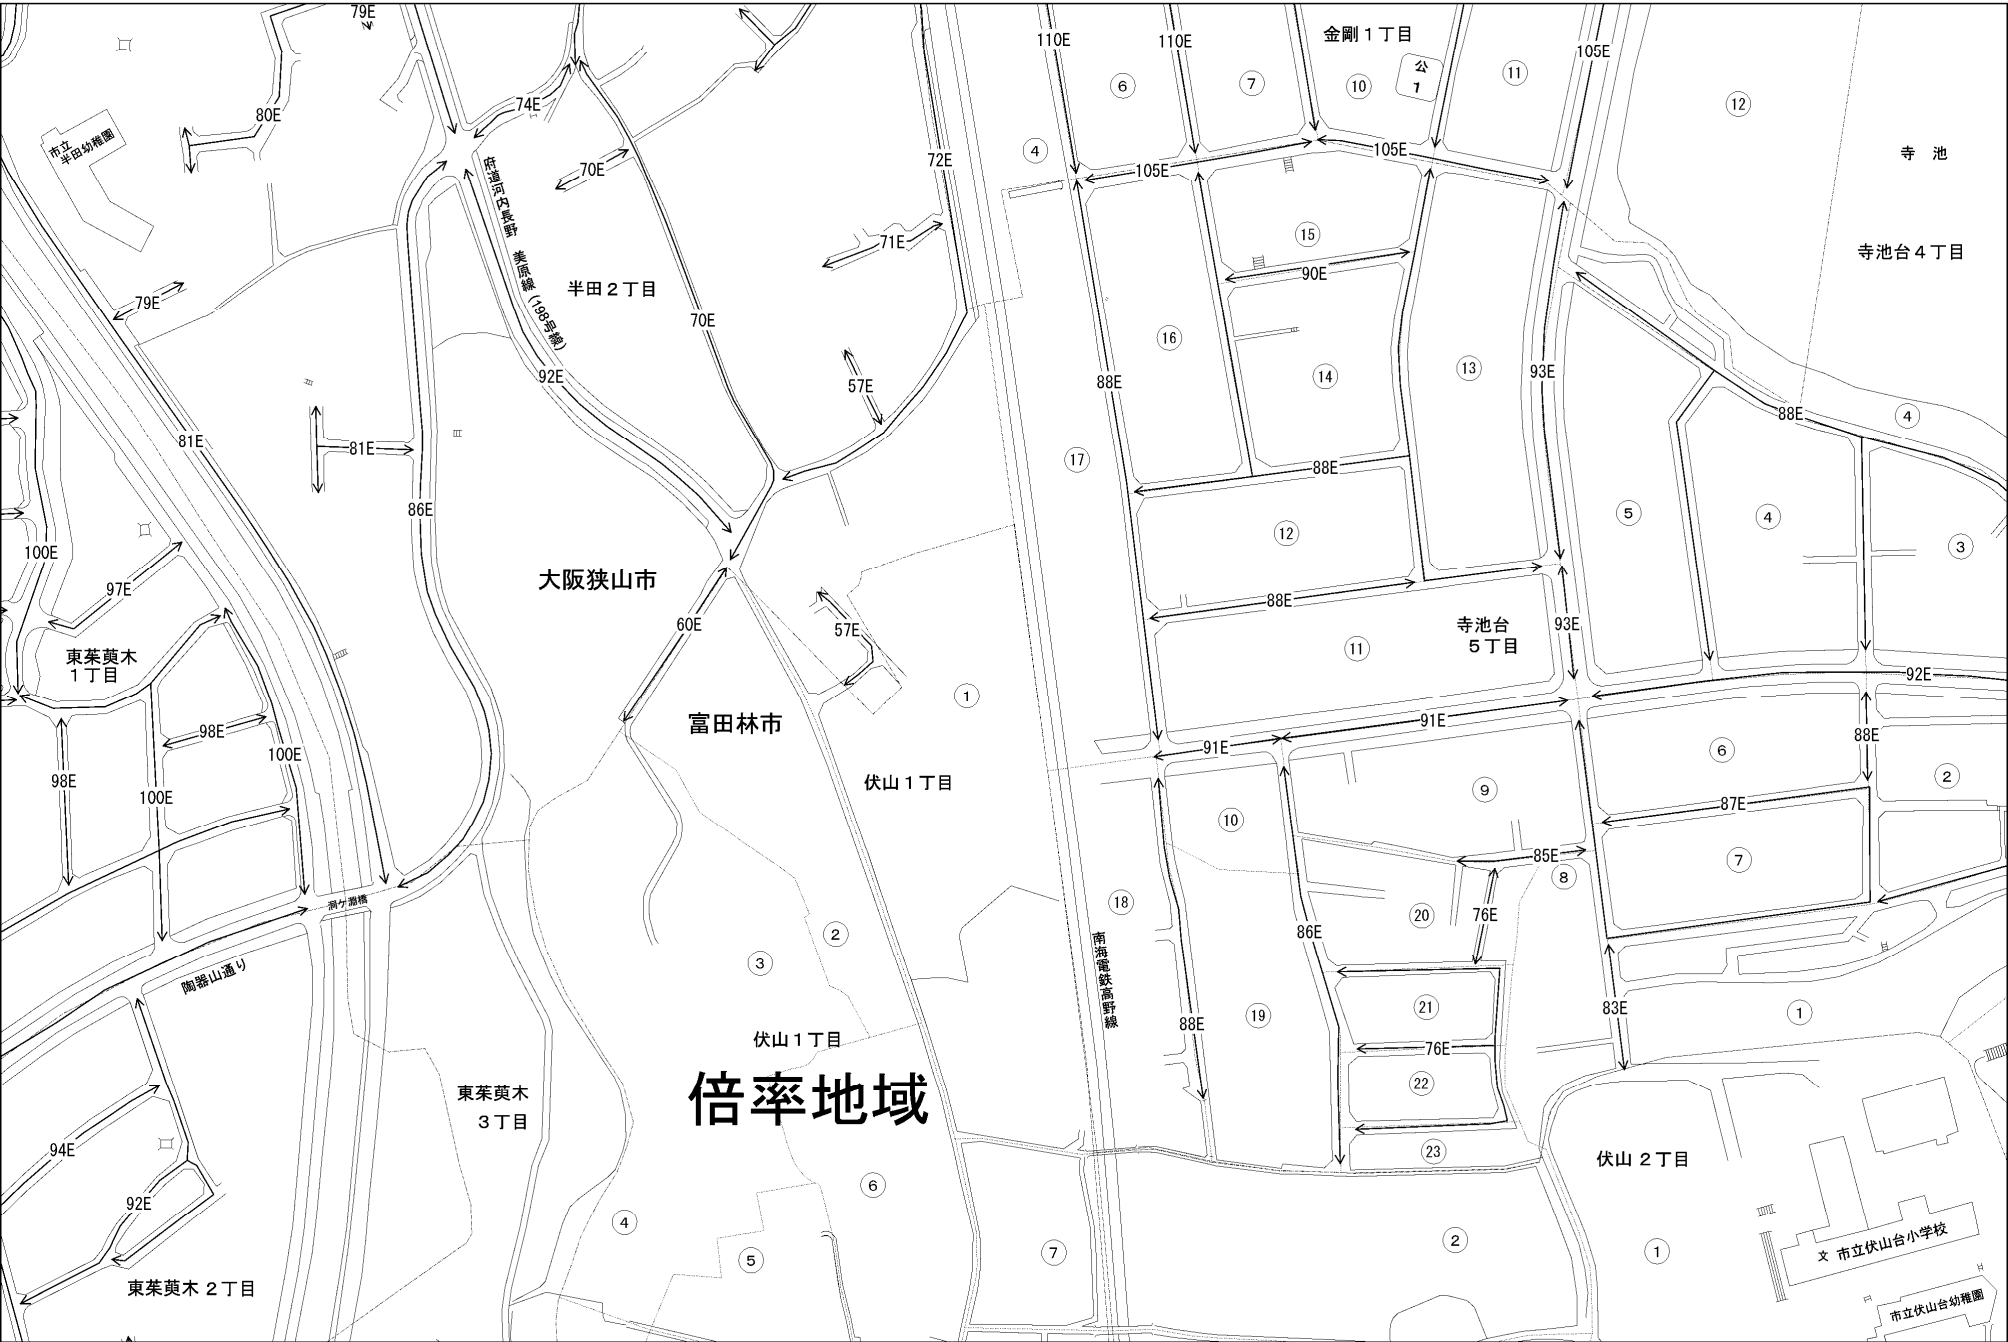 79E
110E
110E
金剛1丁目
公
1
105E
6
7
10
11
12
80E
74E
市立
半田幼稚園
府道河内長野 美原線(198号線)
70E
72E
4
105E
105E
寺 池
71E
15
寺池台4丁目
90E
79E
半田2丁目
70E
16
92E
57E
88E
14
13
93E
88E
4
81E
81E
86E
17
88E
12
5
4
3
100E
97E
大阪狭山市
60E
57E
88E
93E
寺池台
5丁目
東茱萸木
1丁目
11
1
92E
富田林市
98E
100E
98E
100E
91E
91E
88E
6
2
伏山1丁目
9
87E
10
85E
8
7
洞ケ淵橋
18
20
76E
86E
2
3
陶器山通り
南海電鉄高野線
21
83E
1
19
88E
伏山1丁目
76E
倍率地域
22
東茱萸木
3丁目
94E
23
伏山2丁目
6
92E
4
5
7
2
1
文 市立伏山台小学校
東茱萸木2丁目
市立伏山台幼稚園